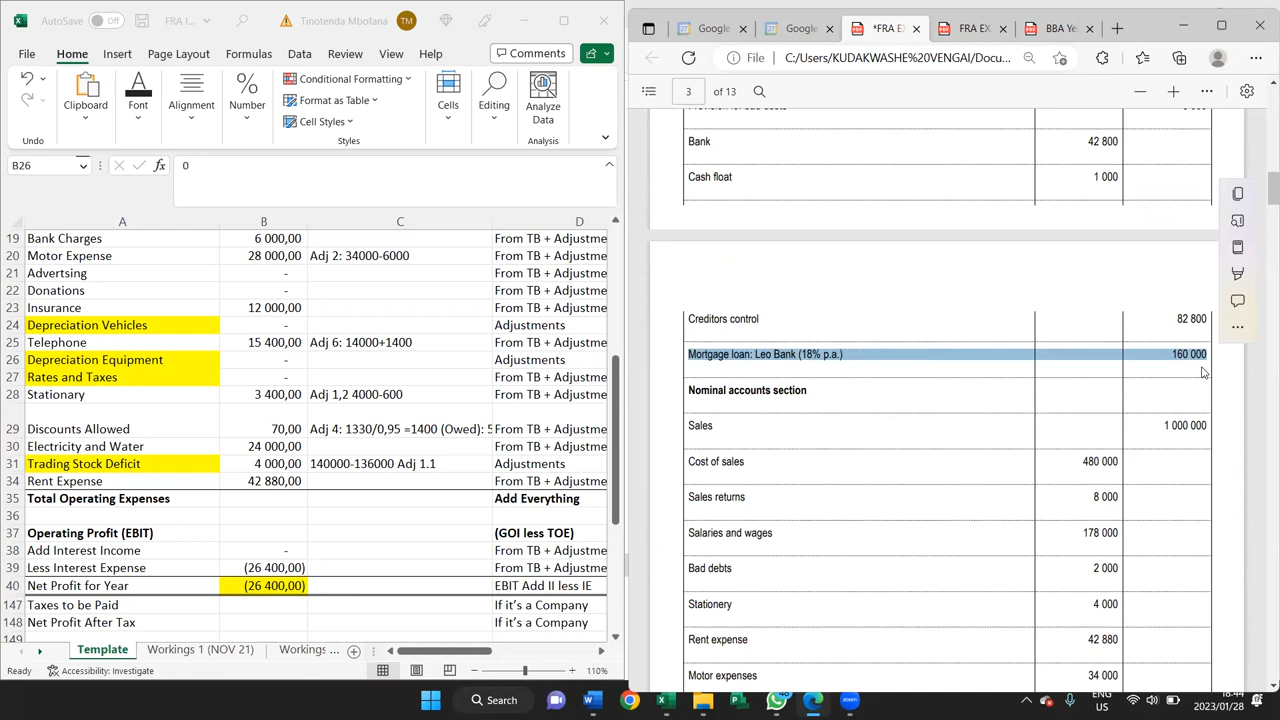 AutoSave Off FRA I... Tinotenda Mbofana TM
File Home Insert Page Layout Formulas Data Review View Help Comments
Clipboard Font Alignment Number Conditional Formatting Format as Table Cell Styles Cells Editing Analyze Data
Undo Styles Analysis
B26 fx 0
A B C D
19 Bank Charges 6 000,00 From TB + Adjustme
20 Motor Expense 28 000,00 Adj 2: 34000-6000 From TB + Adjustme
21 Advertsing - From TB + Adjustme
22 Donations - From TB + Adjustme
23 Insurance 12 000,00 From TB + Adjustme
24 Depreciation Vehicles - Adjustments
25 Telephone 15 400,00 Adj 6: 14000+1400 From TB + Adjustme
26 Depreciation Equipment - From TB + Adjustme
27 Rates and Taxes - From TB + Adjustme
28 Stationary 3 400,00 Adj 1,2 4000-600 From TB + Adjustme
29 Discounts Allowed 70,00 Adj 4: 1330/0,95 =1400 (Owed): 5 From TB + Adjustme
30 Electricity and Water 24 000,00 From TB + Adjustme
31 Trading Stock Deficit 4 000,00 140000-136000 Adj 1.1 Adjustments
34 Rent Expense 42 880,00 From TB + Adjustme
35 Total Operating Expenses Add Everything
36
37 Operating Profit (EBIT) (GOI less TOE)
38 Add Interest Income - From TB + Adjustme
39 Less Interest Expense (26 400,00) From TB + Adjustme
40 Net Profit for Year (26 400,00) EBIT Add II less IE
147 Taxes to be Paid If it's a Company
148 Net Profit After Tax If it's a Company
149
Template Workings 1 (NOV 21) Workings ...
Ready Accessibility: Investigate 110%
Google Google *FRA EX FRA EX BBA Ye
File C:/Users/KUDAKWASHE%20VENGAI/Docu...
3 of 13
Bank 42 800
Cash float 1 000
Creditors control 82 800
Mortgage loan: Leo Bank (18% p.a.) 160 000
Nominal accounts section
Sales 1 000 000
Cost of sales 480 000
Sales returns 8 000
Salaries and wages 178 000
Bad debts 2 000
Stationery 4 000
Rent expense 42 880
Motor expenses 34 000
Search 48 ENG US 18:44 2023/01/28